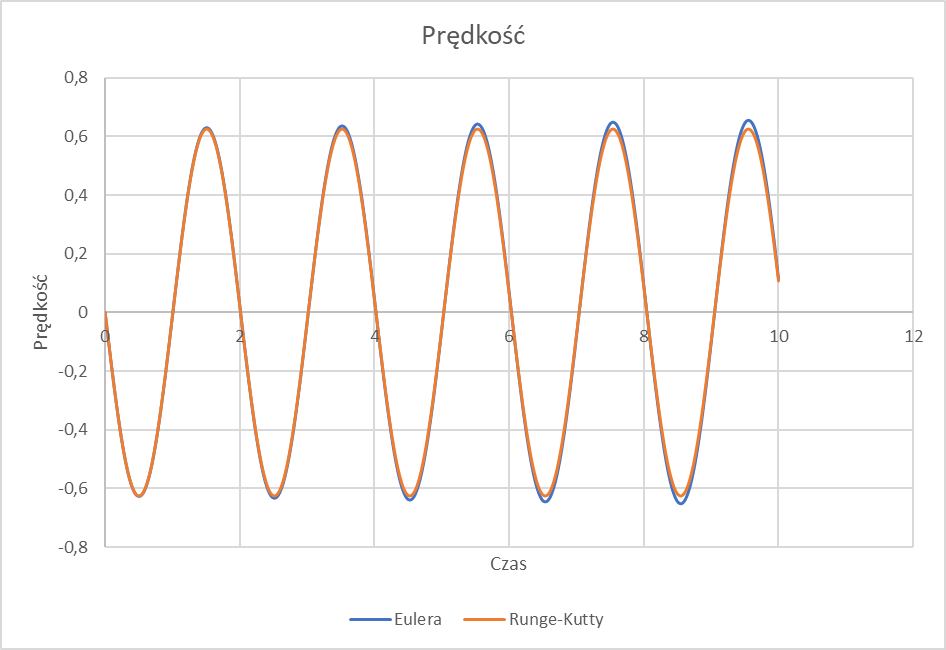 Prędkość
0,8
0,6
0,4
0,2
0
-0,2
-0,4
-0,6
-0,8
Prędkość
0 2 4 6 8 10 12
Czas
Eulera Runge-Kutty